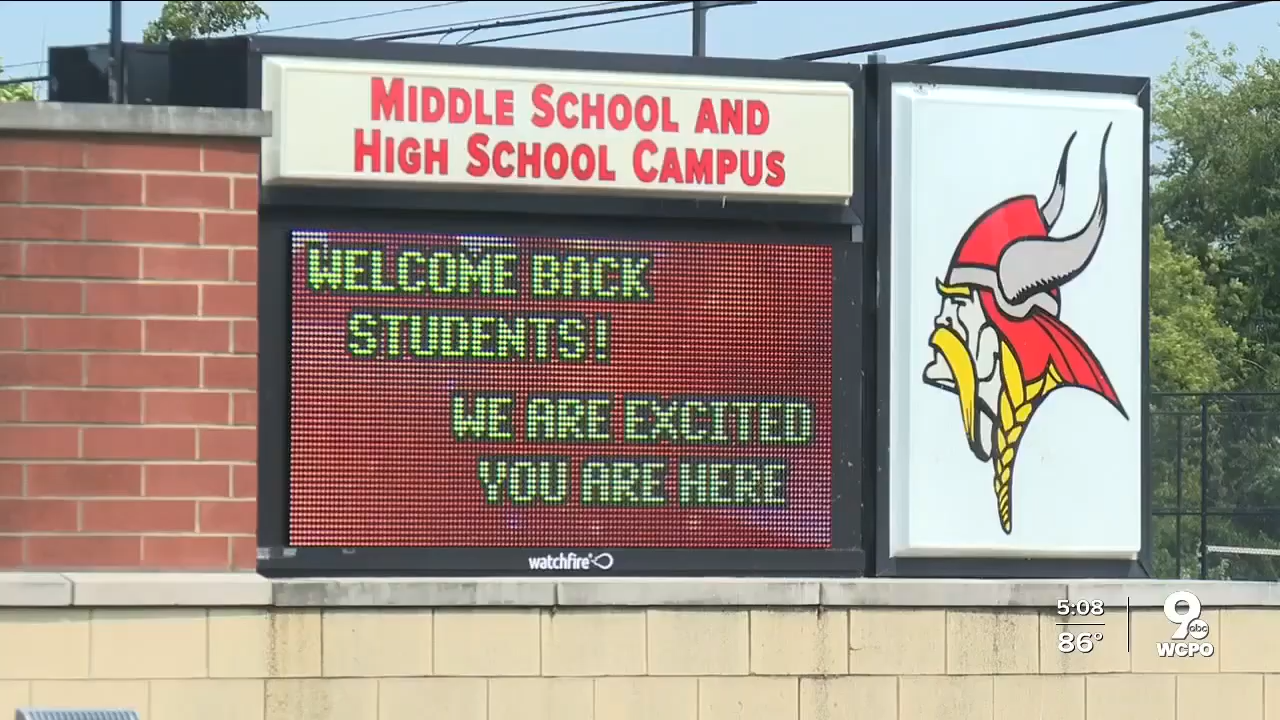 MIDDLE SCHOOL AND
HIGH SCHOOL CAMPUS
WELCOME BACK
STUDENTS!
WE ARE EXCITED
YOU ARE HERE
watchfire
5:08
86°
9
abc
WCPO